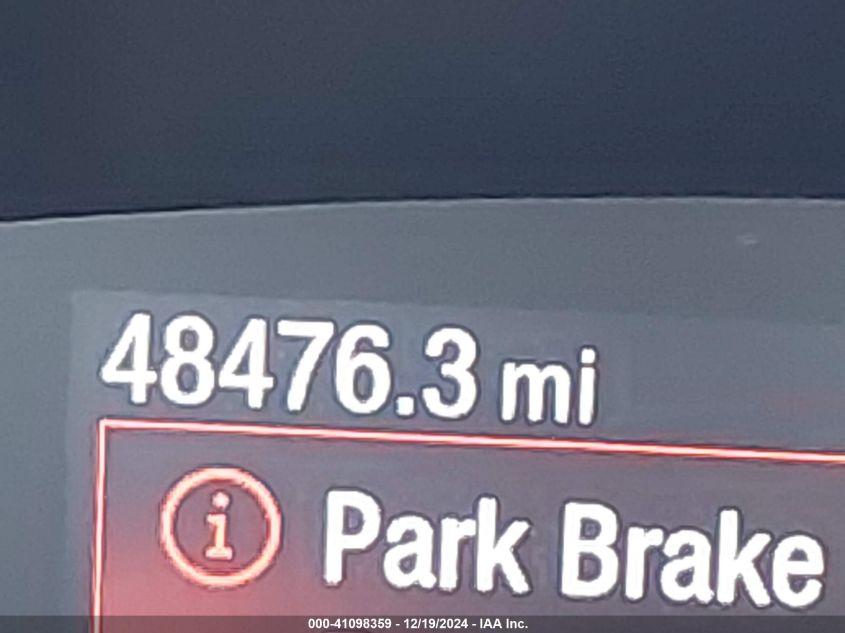 48476.3 mi
i Park Brake
000-41098359 - 12/19/2024 - IAA Inc.